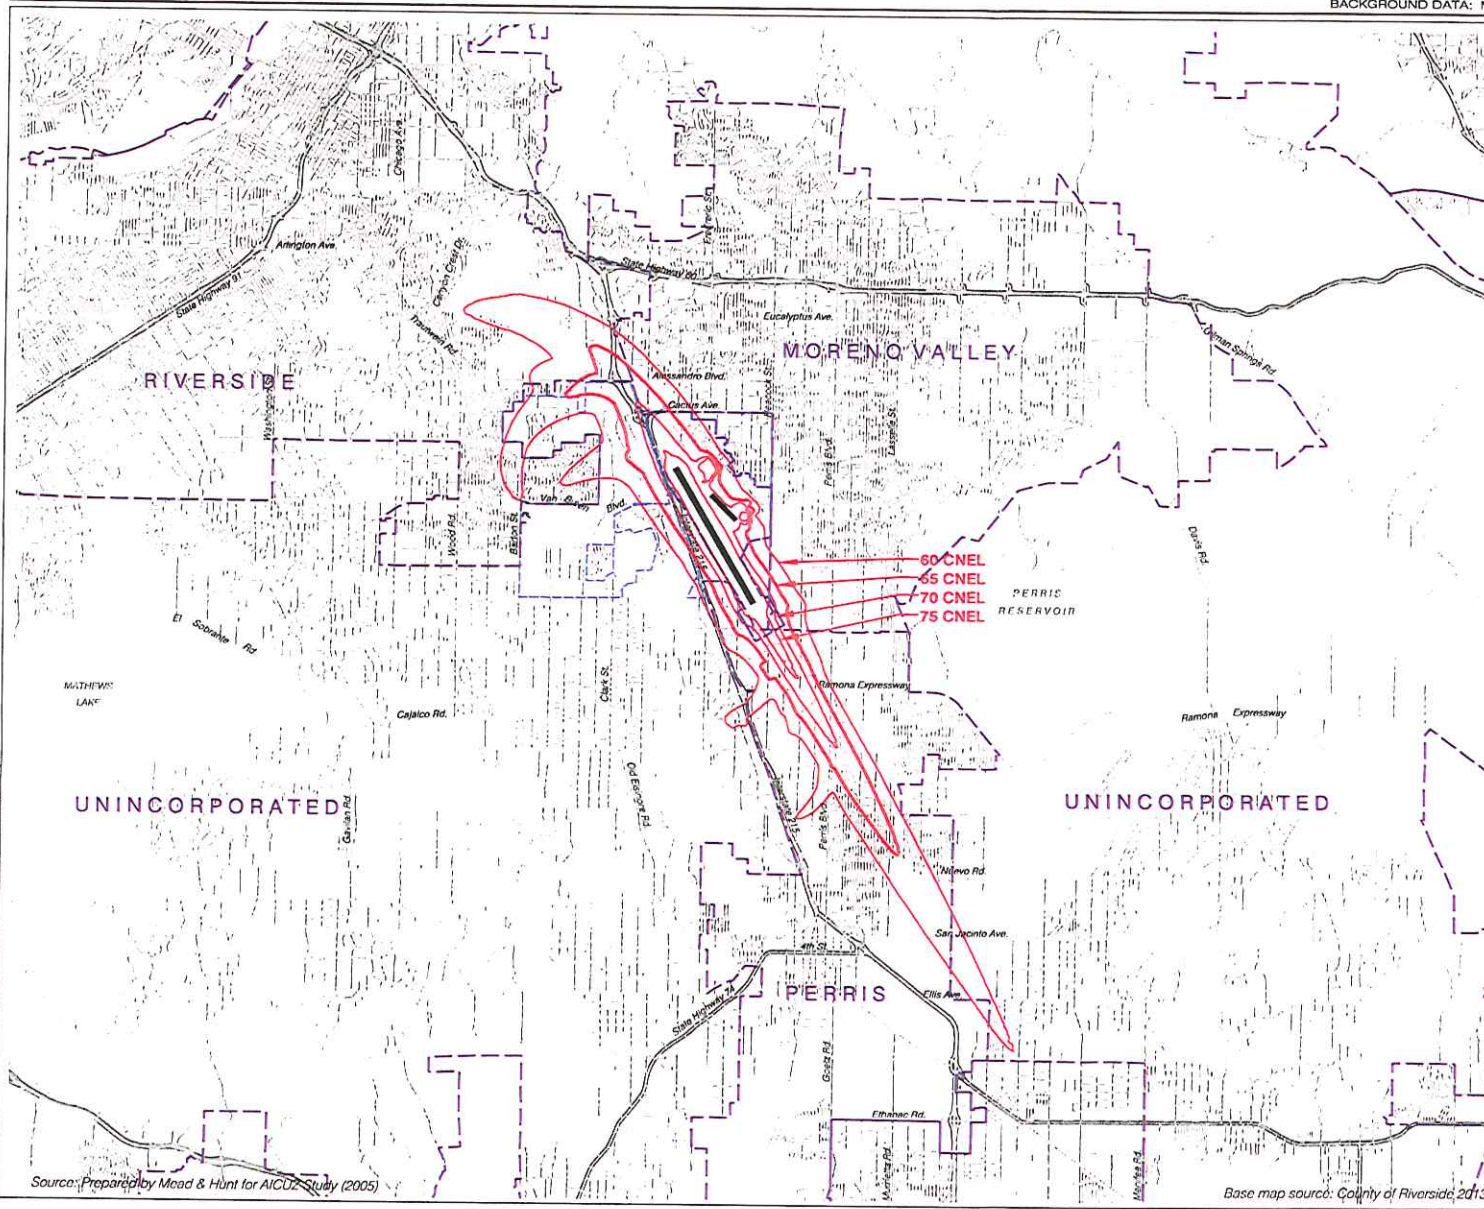 BACKGROUND DATA:
Chicago Ave.
Frederic St.
Arlington Ave.
Canyon Crest Dr.
State Highway 60
State Highway 91
Trautwein Rd
Eucalyptus Ave.
MORENO VALLEY
Gilman Springs Rd
RIVERSIDE
Alessandro Blvd.
Cactus Ave.
Perris Blvd.
Lasselle St.
Wood Rd.
Barton St.
Van Buren Blvd.
Interstate 215
Davis Rd.
60 CNEL
65 CNEL
70 CNEL
75 CNEL
PERRIS
RESERVOIR
El Sobrante Rd
MATHEWS
LAKE
Clark St.
Ramona Expressway
Cajalco Rd.
Ramona Expressway
Old Elsinore Rd.
UNINCORPORATED
Gavilan Rd.
Interstate 215
Perris Blvd.
UNINCORPORATED
Nuevo Rd.
San Jacinto Ave.
4th St.
PERRIS
Ellis Ave.
State Highway 74
Goetz Rd.
Ethanac Rd.
Murrieta Rd.
Source: Prepared by Mead & Hunt for AICUZ Study (2005)
Base map source: County of Riverside 2013